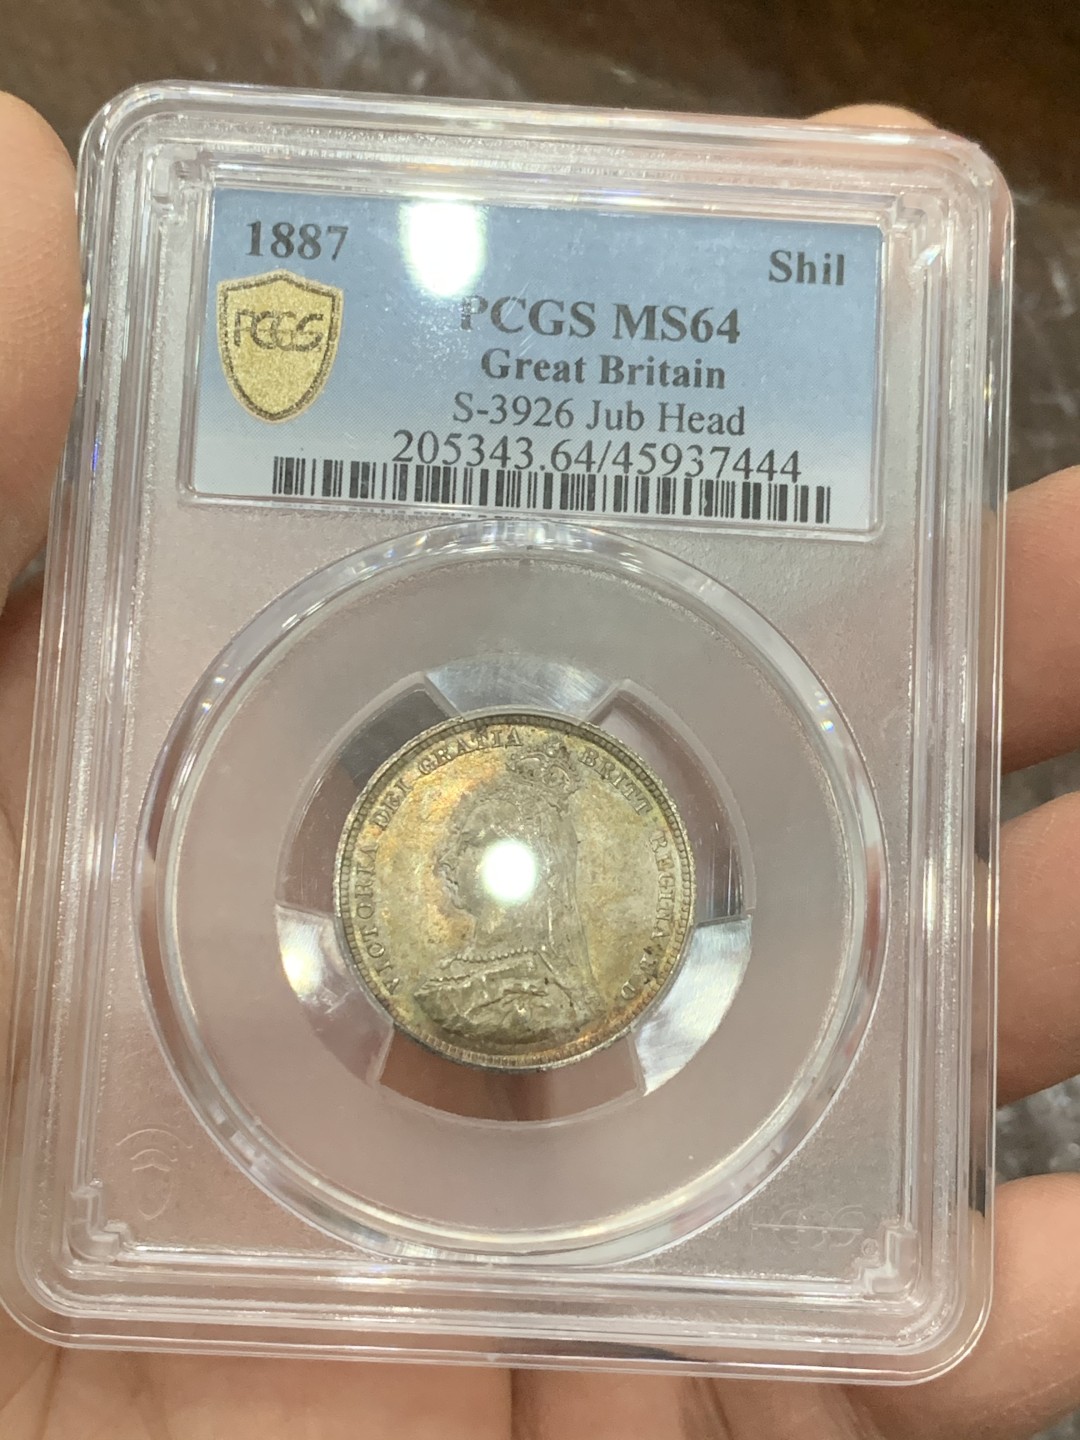 1887
Shil
PCGS
PCGS MS64
Great Britain
S-3926 Jub Head
205343.64/45937444
VICTORIA DEI GRATIA BRITT REGINA F D